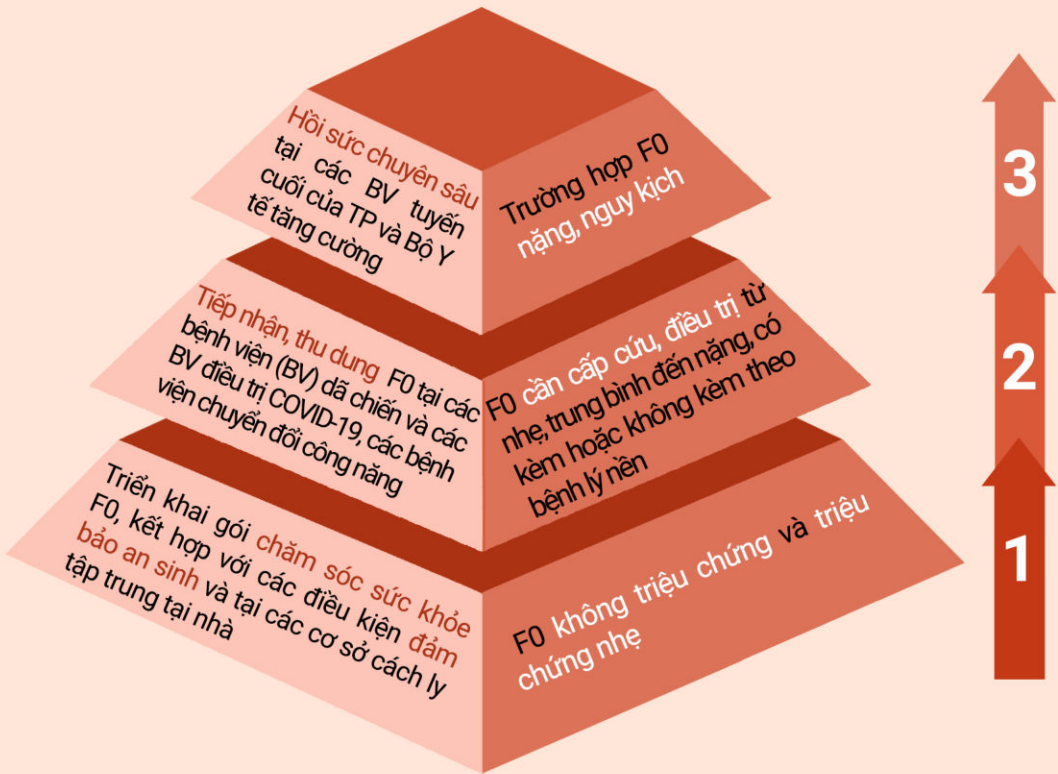 Hồi sức chuyên sâu
tại các BV tuyến
cuối của TP và Bộ Y
tế tăng cường
Trường hợp F0
nặng, nguy kịch
3
Tiếp nhận, thu dung F0 tại các
bệnh viện (BV) dã chiến và các
BV điều trị COVID-19, các bệnh
viện chuyển đổi công năng
F0 cần cấp cứu, điều trị từ
nhẹ, trung bình đến nặng, có
kèm hoặc không kèm theo
bệnh lý nền
2
Triển khai gói chăm sóc sức khỏe
F0, kết hợp với các điều kiện đảm
bảo an sinh và tại các cơ sở cách ly
tập trung tại nhà
F0 không triệu chứng và triệu
chứng nhẹ
1